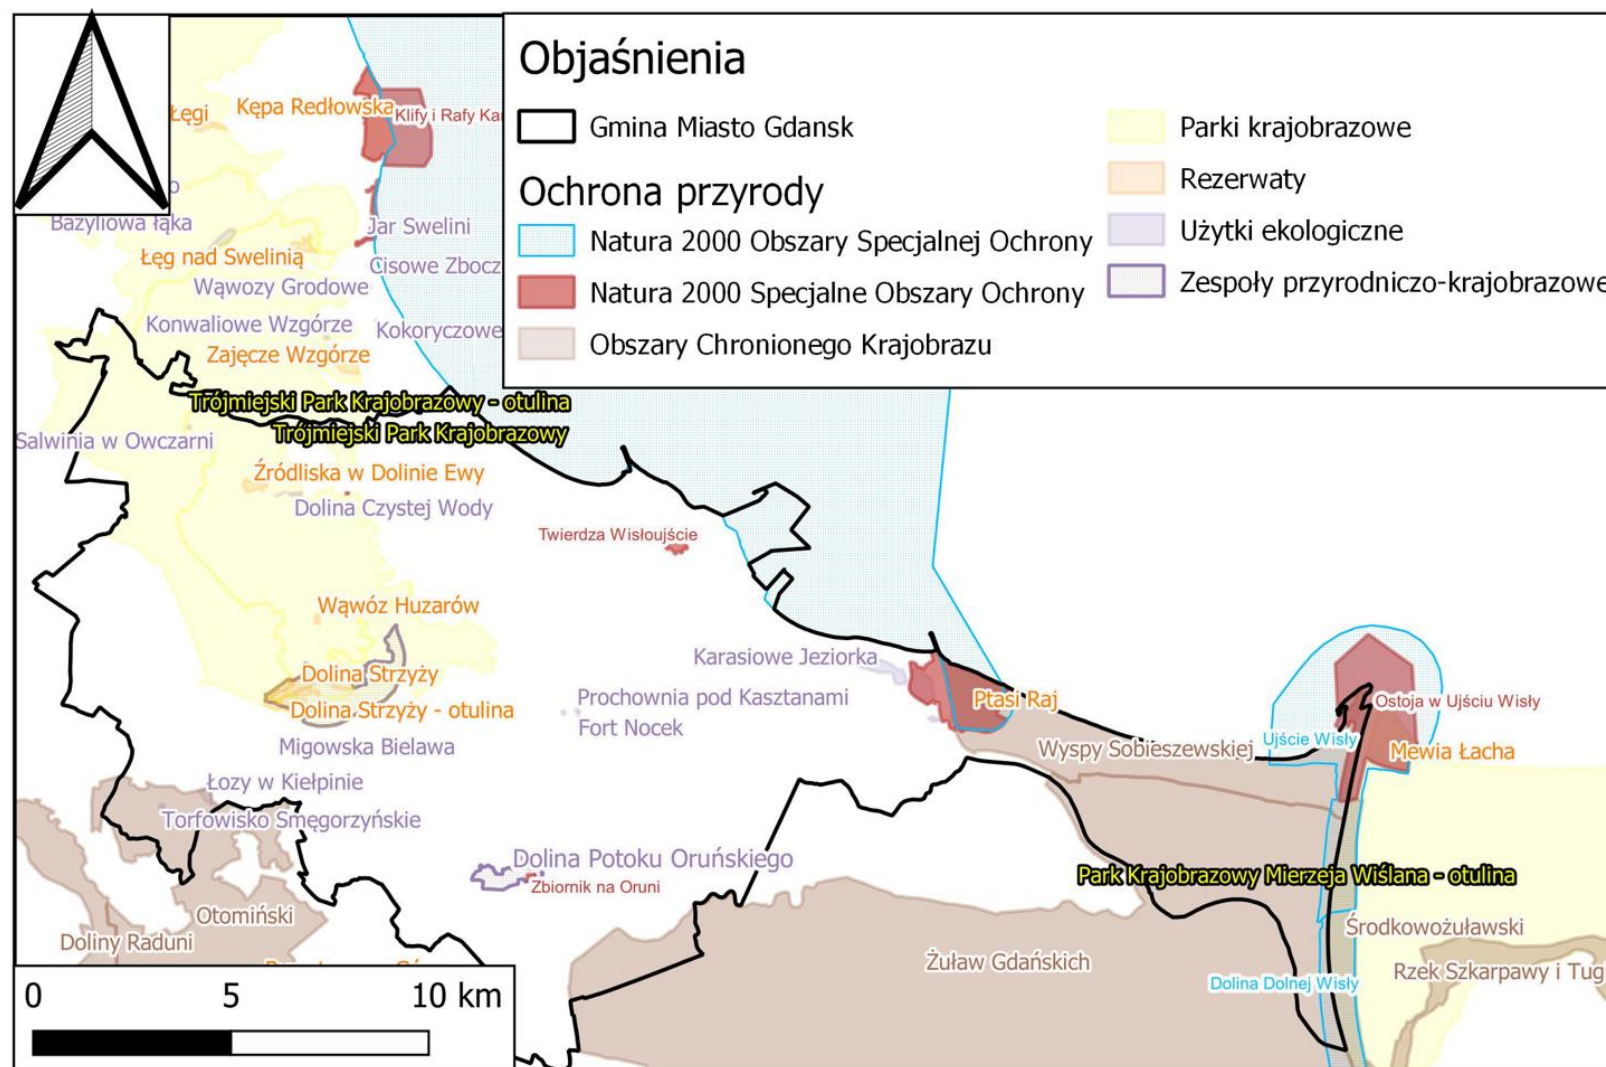 Objaśnienia
Gmina Miasto Gdansk
Ochrona przyrody
Natura 2000 Obszary Specjalnej Ochrony
Natura 2000 Specjalne Obszary Ochrony
Obszary Chronionego Krajobrazu
Parki krajobrazowe
Rezerwaty
Użytki ekologiczne
Zespoły przyrodniczo-krajobrazowe
Łęgi
Kępa Redłowska
Klify i Rafy Ka
Bazyliowa łąka
Jar Swelini
Łęg nad Swelinią
Cisowe Zbocz
Wąwozy Grodowe
Konwaliowe Wzgórze
Kokoryczowe
Zajęcze Wzgórze
Trójmiejski Park Krajobrazowy - otulina
Trójmiejski Park Krajobrazowy
Salwinia w Owczarni
Źródliska w Dolinie Ewy
Dolina Czystej Wody
Twierdza Wisłoujście
Wąwóz Huzarów
Karasiowe Jeziorka
Dolina Strzyży
Prochownia pod Kasztanami
Ptasi Raj
Ostoja w Ujściu Wisły
Dolina Strzyży - otulina
Fort Nocek
Migowska Bielawa
Wyspy Sobieszewskiej
Ujście Wisły
Mewia Łacha
Łozy w Kiełpinie
Torfowisko Smęgorzyńskie
Dolina Potoku Oruńskiego
Zbiornik na Oruni
Park Krajobrazowy Mierzeja Wiślana - otulina
Otomiński
Doliny Raduni
Środkowożuławski
Żuław Gdańskich
Rzek Szkarpawy i Tug
Dolina Dolnej Wisły
0 5 10 km